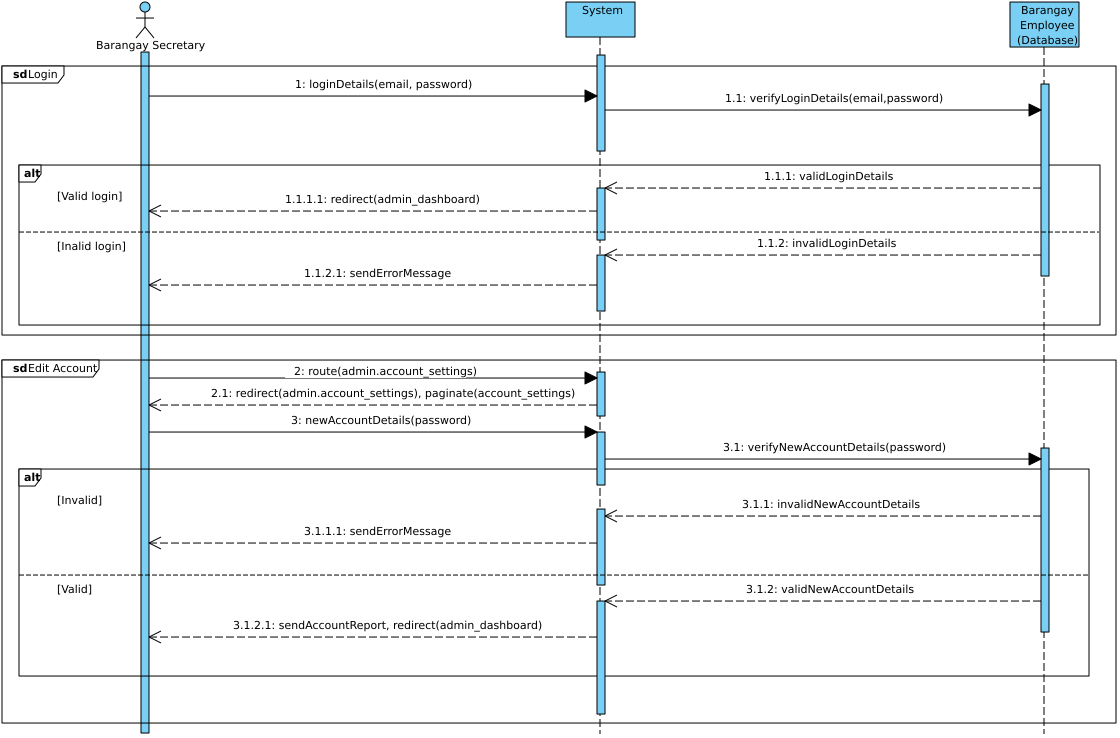 System
Barangay
Employee
(Database)
Barangay Secretary
sd Login
1: loginDetails(email, password)
1.1: verifyLoginDetails(email,password)
alt
1.1.1: validLoginDetails
[Valid login]
1.1.1.1: redirect(admin_dashboard)
[Inalid login]
1.1.2: invalidLoginDetails
1.1.2.1: sendErrorMessage
sd Edit Account
2: route(admin.account_settings)
2.1: redirect(admin.account_settings), paginate(account_settings)
3: newAccountDetails(password)
3.1: verifyNewAccountDetails(password)
alt
[Invalid]
3.1.1: invalidNewAccountDetails
3.1.1.1: sendErrorMessage
[Valid]
3.1.2: validNewAccountDetails
3.1.2.1: sendAccountReport, redirect(admin_dashboard)